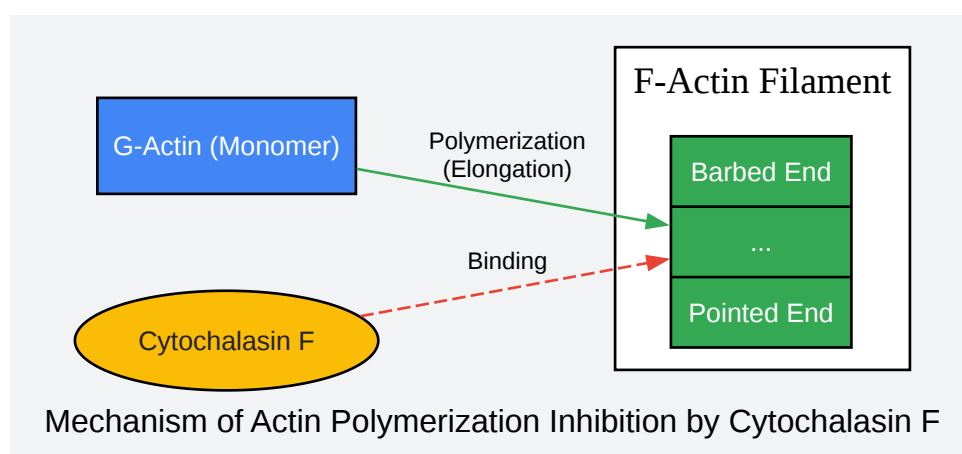 F-Actin Filament
G-Actin (Monomer)
Polymerization
(Elongation)
Barbed End
...
Binding
Pointed End
Cytochalasin F
Mechanism of Actin Polymerization Inhibition by Cytochalasin F